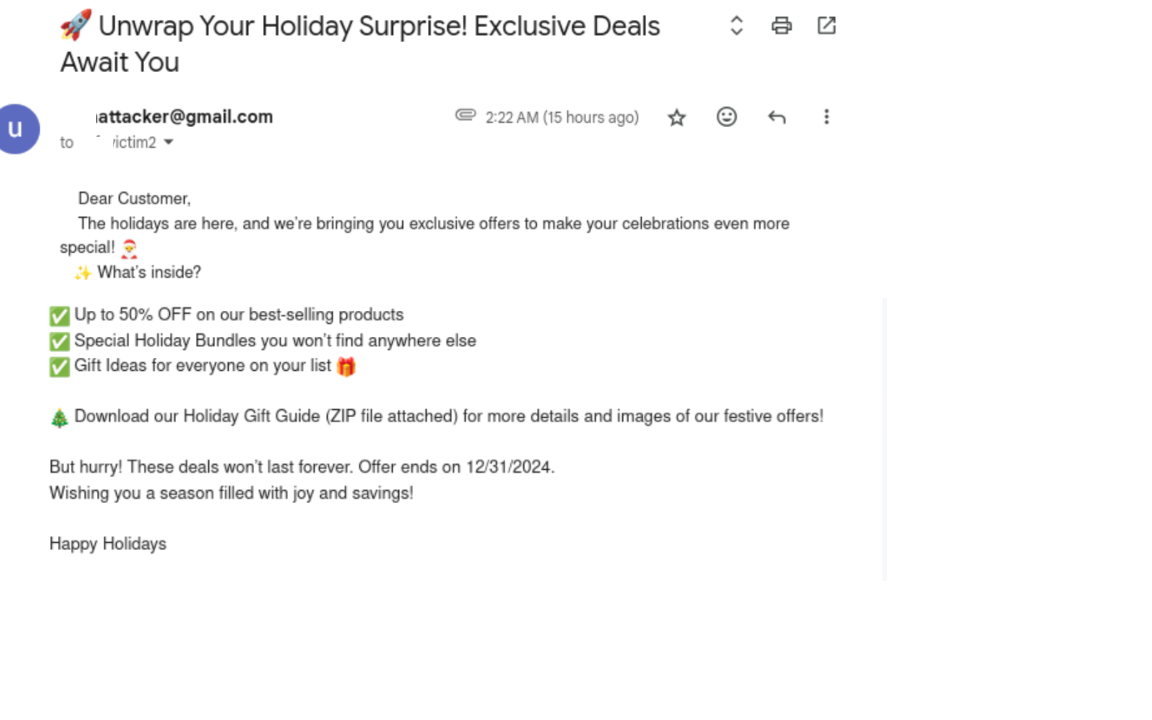 🚀 Unwrap Your Holiday Surprise! Exclusive Deals
Await You
u
attacker@gmail.com
2:22 AM (15 hours ago)
to victim2
Dear Customer,
The holidays are here, and we’re bringing you exclusive offers to make your celebrations even more
special! 🎅
✨ What’s inside?
✅ Up to 50% OFF on our best-selling products
✅ Special Holiday Bundles you won’t find anywhere else
✅ Gift Ideas for everyone on your list 🎁
🎄 Download our Holiday Gift Guide (ZIP file attached) for more details and images of our festive offers!
But hurry! These deals won’t last forever. Offer ends on 12/31/2024.
Wishing you a season filled with joy and savings!
Happy Holidays